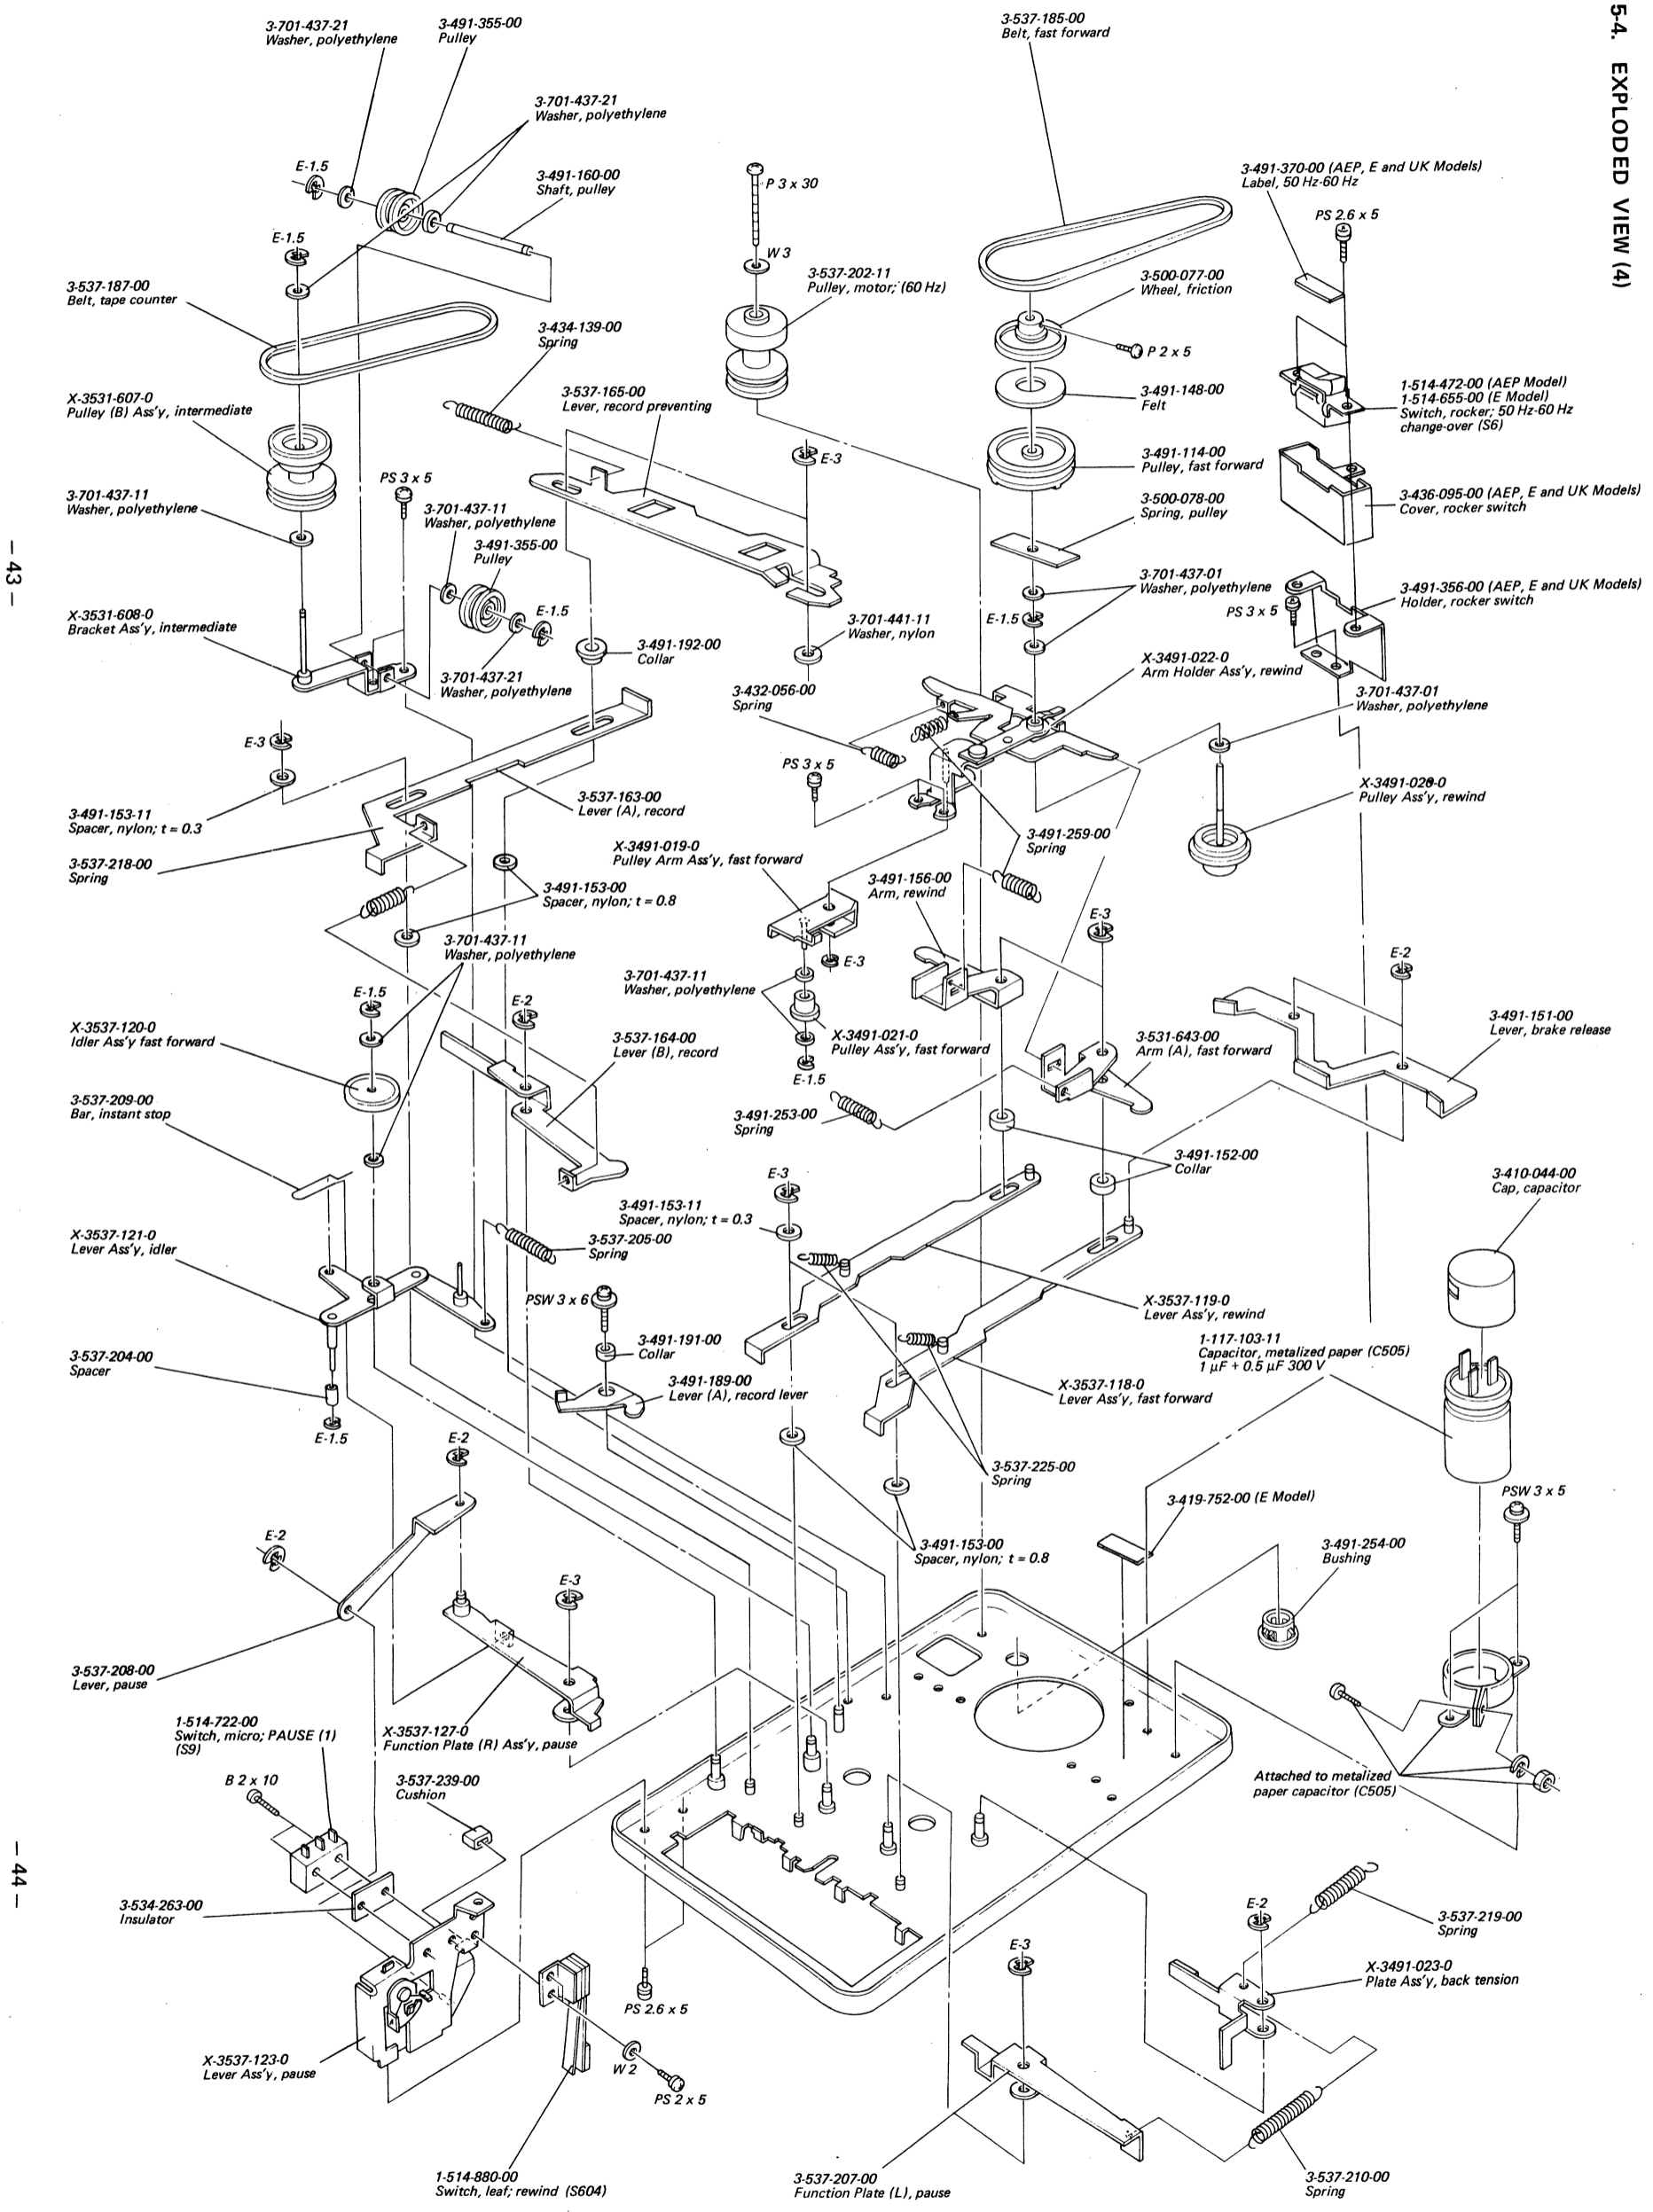 5-4. EXPLODED VIEW (4)
– 43 –
– 44 –
3-701-437-21
Washer, polyethylene
3-491-355-00
Pulley
3-701-437-21
Washer, polyethylene
E-1.5
3-491-160-00
Shaft, pulley
E-1.5
3-537-187-00
Belt, tape counter
3-434-139-00
Spring
X-3531-607-0
Pulley (B) Ass'y, intermediate
3-537-165-00
Lever, record preventing
PS 3 x 5
3-701-437-11
Washer, polyethylene
3-701-437-11
Washer, polyethylene
3-491-355-00
Pulley
E-1.5
X-3531-608-0
Bracket Ass'y, intermediate
3-701-437-21
Washer, polyethylene
3-491-192-00
Collar
P 3 x 30
W 3
3-537-202-11
Pulley, motor; (60 Hz)
E-3
3-701-441-11
Washer, nylon
3-537-185-00
Belt, fast forward
3-500-077-00
Wheel, friction
P 2 x 5
3-491-148-00
Felt
3-491-114-00
Pulley, fast forward
3-500-078-00
Spring, pulley
3-701-437-01
Washer, polyethylene
E-1.5
X-3491-022-0
Arm Holder Ass'y, rewind
3-491-370-00 (AEP, E and UK Models)
Label, 50 Hz-60 Hz
PS 2.6 x 5
1-514-472-00 (AEP Model)
1-514-655-00 (E Model)
Switch, rocker; 50 Hz-60 Hz
change-over (S6)
3-436-095-00 (AEP, E and UK Models)
Cover, rocker switch
3-491-356-00 (AEP, E and UK Models)
Holder, rocker switch
PS 3 x 5
3-701-437-01
Washer, polyethylene
X-3491-020-0
Pulley Ass'y, rewind
3-432-056-00
Spring
PS 3 x 5
E-3
3-491-153-11
Spacer, nylon; t = 0.3
3-537-218-00
Spring
3-537-163-00
Lever (A), record
3-491-153-00
Spacer, nylon; t = 0.8
X-3491-019-0
Pulley Arm Ass'y, fast forward
3-491-259-00
Spring
3-491-156-00
Arm, rewind
E-3
E-3
3-701-437-11
Washer, polyethylene
E-1.5
E-2
3-701-437-11
Washer, polyethylene
X-3537-120-0
Idler Ass'y fast forward
3-537-164-00
Lever (B), record
X-3491-021-0
Pulley Ass'y, fast forward
E-1.5
3-531-643-00
Arm (A), fast forward
E-2
3-491-151-00
Lever, brake release
3-537-209-00
Bar, instant stop
3-491-253-00
Spring
3-491-152-00
Collar
3-410-044-00
Cap, capacitor
E-3
3-491-153-11
Spacer, nylon; t = 0.3
X-3537-121-0
Lever Ass'y, idler
3-537-205-00
Spring
PSW 3 x 6
3-491-191-00
Collar
3-491-189-00
Lever (A), record lever
X-3537-119-0
Lever Ass'y, rewind
1-117-103-11
Capacitor, metalized paper (C505)
1 µF + 0.5 µF 300 V
X-3537-118-0
Lever Ass'y, fast forward
3-537-204-00
Spacer
E-1.5
E-2
3-537-225-00
Spring
3-419-752-00 (E Model)
PSW 3 x 5
E-2
3-491-153-00
Spacer, nylon; t = 0.8
3-491-254-00
Bushing
E-3
3-537-208-00
Lever, pause
1-514-722-00
Switch, micro; PAUSE (1)
(S9)
X-3537-127-0
Function Plate (R) Ass'y, pause
B 2 x 10
3-537-239-00
Cushion
Attached to metalized
paper capacitor (C505)
3-534-263-00
Insulator
E-3
E-2
3-537-219-00
Spring
X-3491-023-0
Plate Ass'y, back tension
PS 2.6 x 5
X-3537-123-0
Lever Ass'y, pause
W 2
PS 2 x 5
1-514-880-00
Switch, leaf; rewind (S604)
3-537-207-00
Function Plate (L), pause
3-537-210-00
Spring